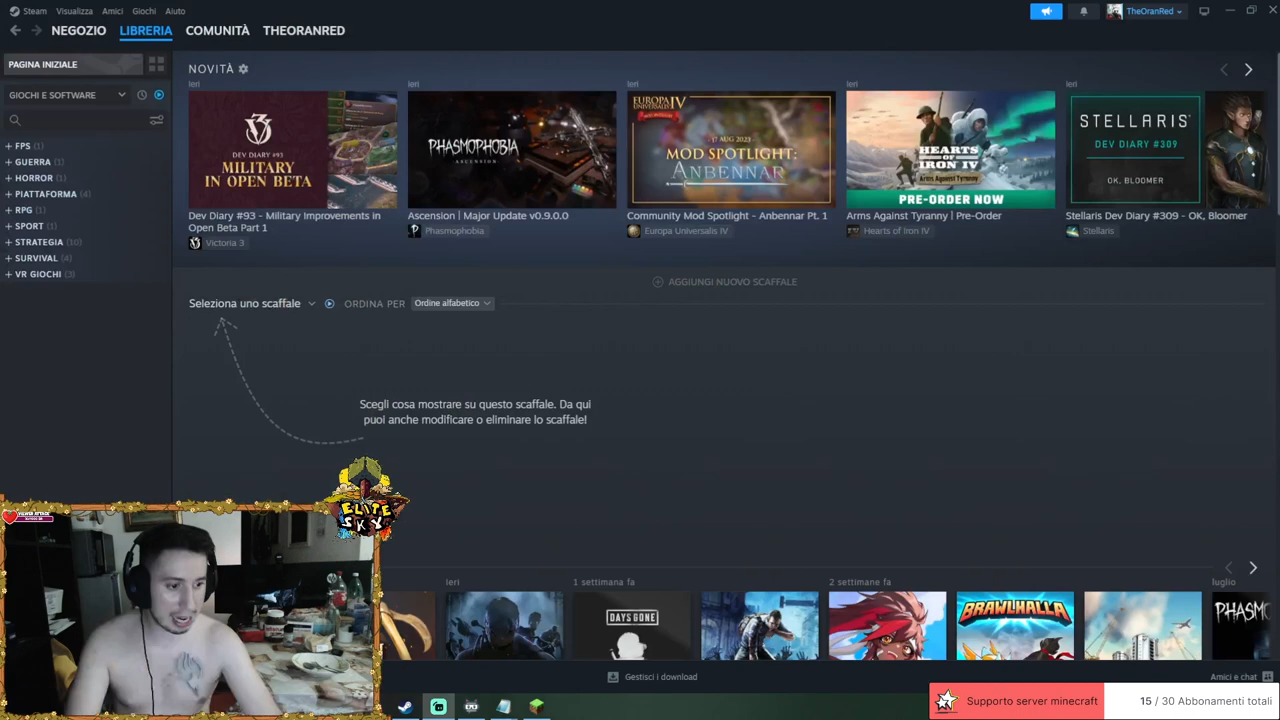 Steam Visualizza Amici Giochi Aiuto
TheOranRed
NEGOZIO LIBRERIA COMUNITÀ THEORANRED
PAGINA INIZIALE
GIOCHI E SOFTWARE
+ FPS (1)
+ GUERRA (1)
+ HORROR (1)
+ PIATTAFORMA (4)
+ RPG (1)
+ SPORT (1)
+ STRATEGIA (10)
+ SURVIVAL (4)
+ VR GIOCHI (3)
NOVITÀ
Ieri
DEV DIARY #93
MILITARY
IN OPEN BETA
Dev Diary #93 - Military Improvements in
Open Beta Part 1
Victoria 3
Ieri
PHASMOPHOBIA
ASCENSION
Ascension | Major Update v0.9.0.0
Phasmophobia
Ieri
EUROPA
UNIVERSALIS IV
17 AUG 2023
MOD SPOTLIGHT:
ANBENNAR
Community Mod Spotlight - Anbennar Pt. 1
Europa Universalis IV
Ieri
HEARTS
OF IRON IV
Arms Against Tyranny
PRE-ORDER NOW
Arms Against Tyranny | Pre-Order
Hearts of Iron IV
Ieri
STELLARIS
DEV DIARY #309
OK, BLOOMER
Stellaris Dev Diary #309 - OK, Bloomer
Stellaris
AGGIUNGI NUOVO SCAFFALE
Seleziona uno scaffale ORDINA PER Ordine alfabetico
Scegli cosa mostrare su questo scaffale. Da qui
puoi anche modificare o eliminare lo scaffale!
ELITE
SKY
Ieri 1 settimana fa 2 settimane fa luglio
DAYS GONE
BRAWLHALLA
PHASMO
Gestisci i download
Amici e chat
Supporto server minecraft 15 / 30 Abbonamenti totali